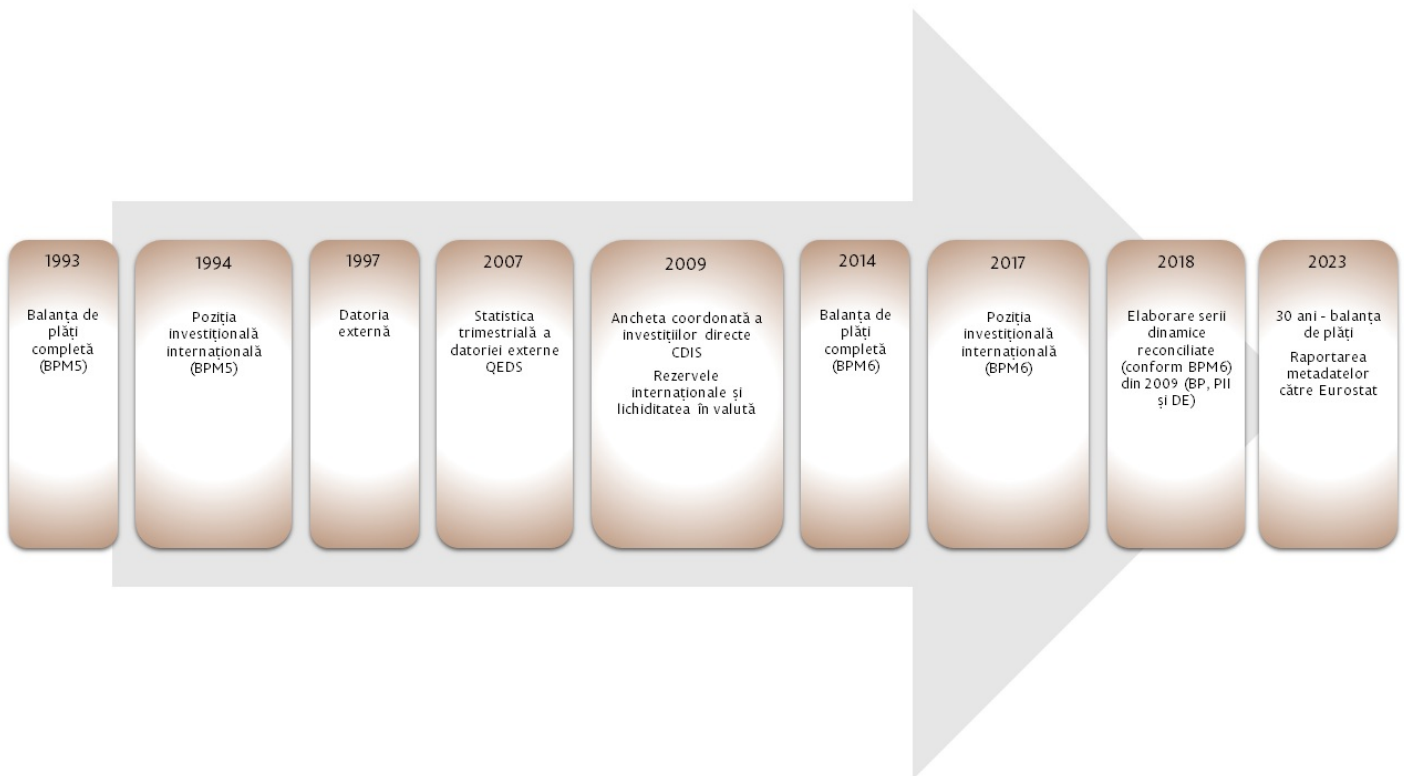 1993
Balanța de
plăți
completă
(BPM5)
1994
Poziția
investițională
internațională
(BPM5)
1997
Datoria
externă
2007
Statistica
trimestrială a
datoriei externe
QEDS
2009
Ancheta coordonată a
investițiilor directe
CDIS
Rezervele
internaționale și
lichiditatea în valută
2014
Balanța de
plăți
completă
(BPM6)
2017
Poziția
investițională
internațională
(BPM6)
2018
Elaborare serii
dinamice
reconciliate
(conform BPM6)
din 2009 (BP, PII
și DE)
2023
30 ani - balanța
de plăți
Raportarea
metadatelor
către Eurostat